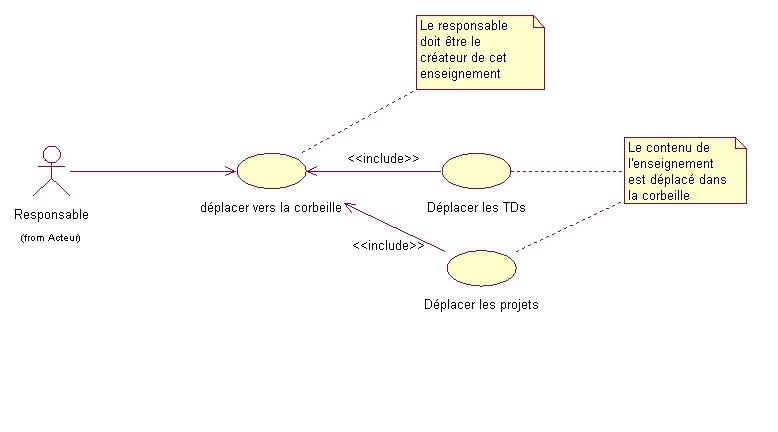 Le responsable
doit être le
créateur de cet
enseignement
Le contenu de
l'enseignement
est déplacé dans
la corbeille
<<include>>
Responsable
(from Acteur)
déplacer vers la corbeille
Déplacer les TDs
<<include>>
Déplacer les projets